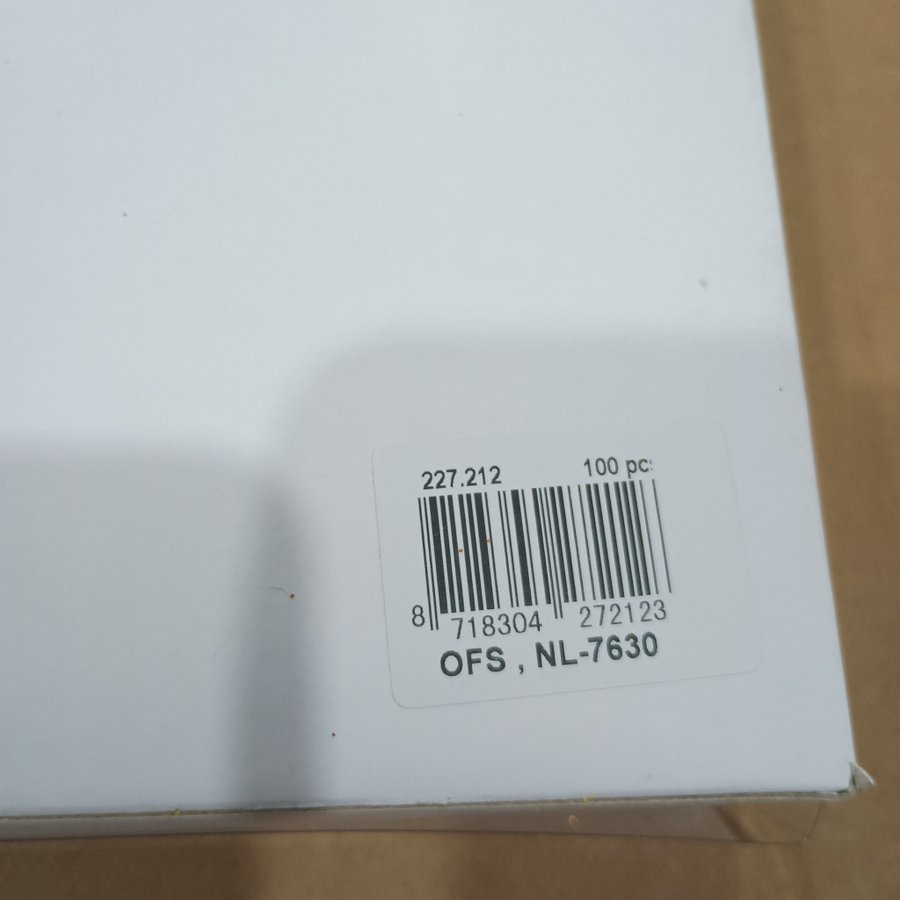 227.212 100 pc:
8 718304 272123
OFS , NL-7630